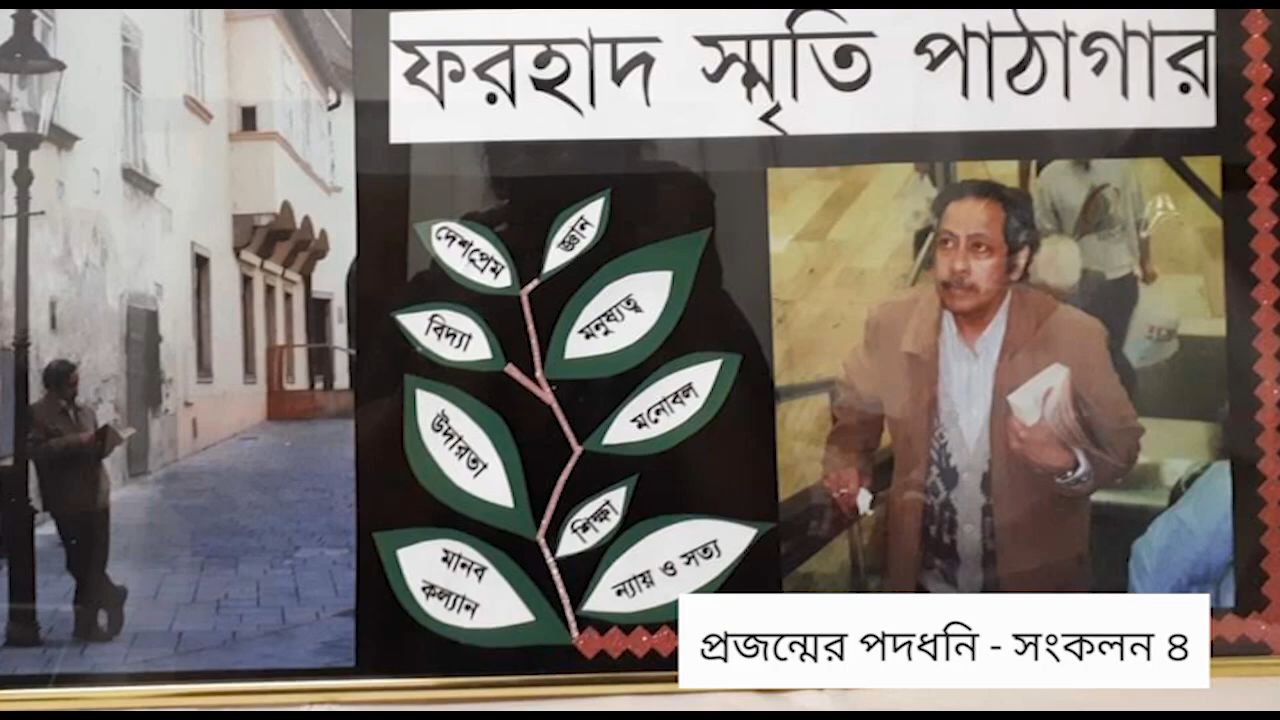 ফরহাদ স্মৃতি পাঠাগার
দেশপ্রেম
জ্ঞান
বিদ্যা
মনুষ্যত্ব
উদারতা
মনোবল
শিক্ষা
মানব
কল্যান
ন্যায় ও সত্য
প্রজন্মের পদধনি - সংকলন ৪